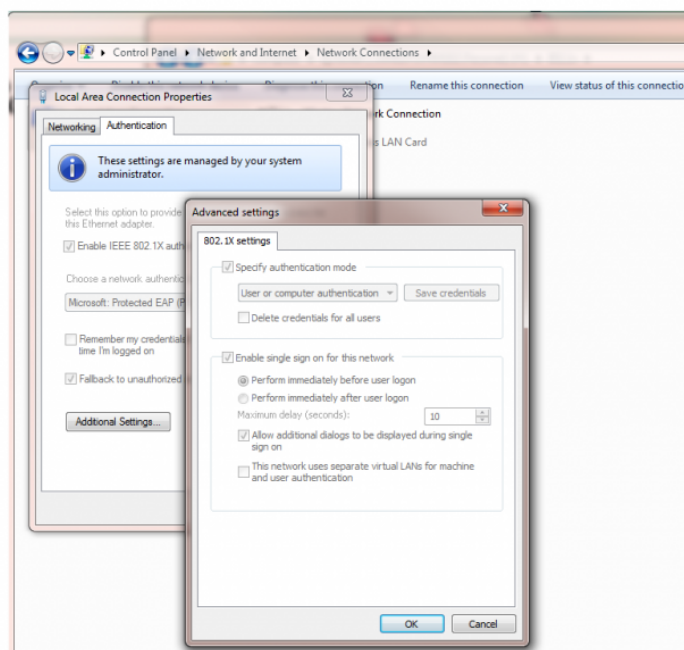 Control Panel ▸ Network and Internet ▸ Network Connections ▸
Rename this connection View status of this connectio
Local Area Connection Properties
Networking Authentication
rk Connection
s LAN Card
These settings are managed by your system
administrator.
Select this option to provide
this Ethernet adapter.
Enable IEEE 802.1X auth
Choose a network authentic
Microsoft: Protected EAP (P
Remember my credentials
time I'm logged on
Fallback to unauthorized
Additional Settings...
Advanced settings
802.1X settings
Specify authentication mode
User or computer authentication Save credentials
Delete credentials for all users
Enable single sign on for this network
Perform immediately before user logon
Perform immediately after user logon
Maximum delay (seconds): 10
Allow additional dialogs to be displayed during single
sign on
This network uses separate virtual LANs for machine
and user authentication
OK Cancel